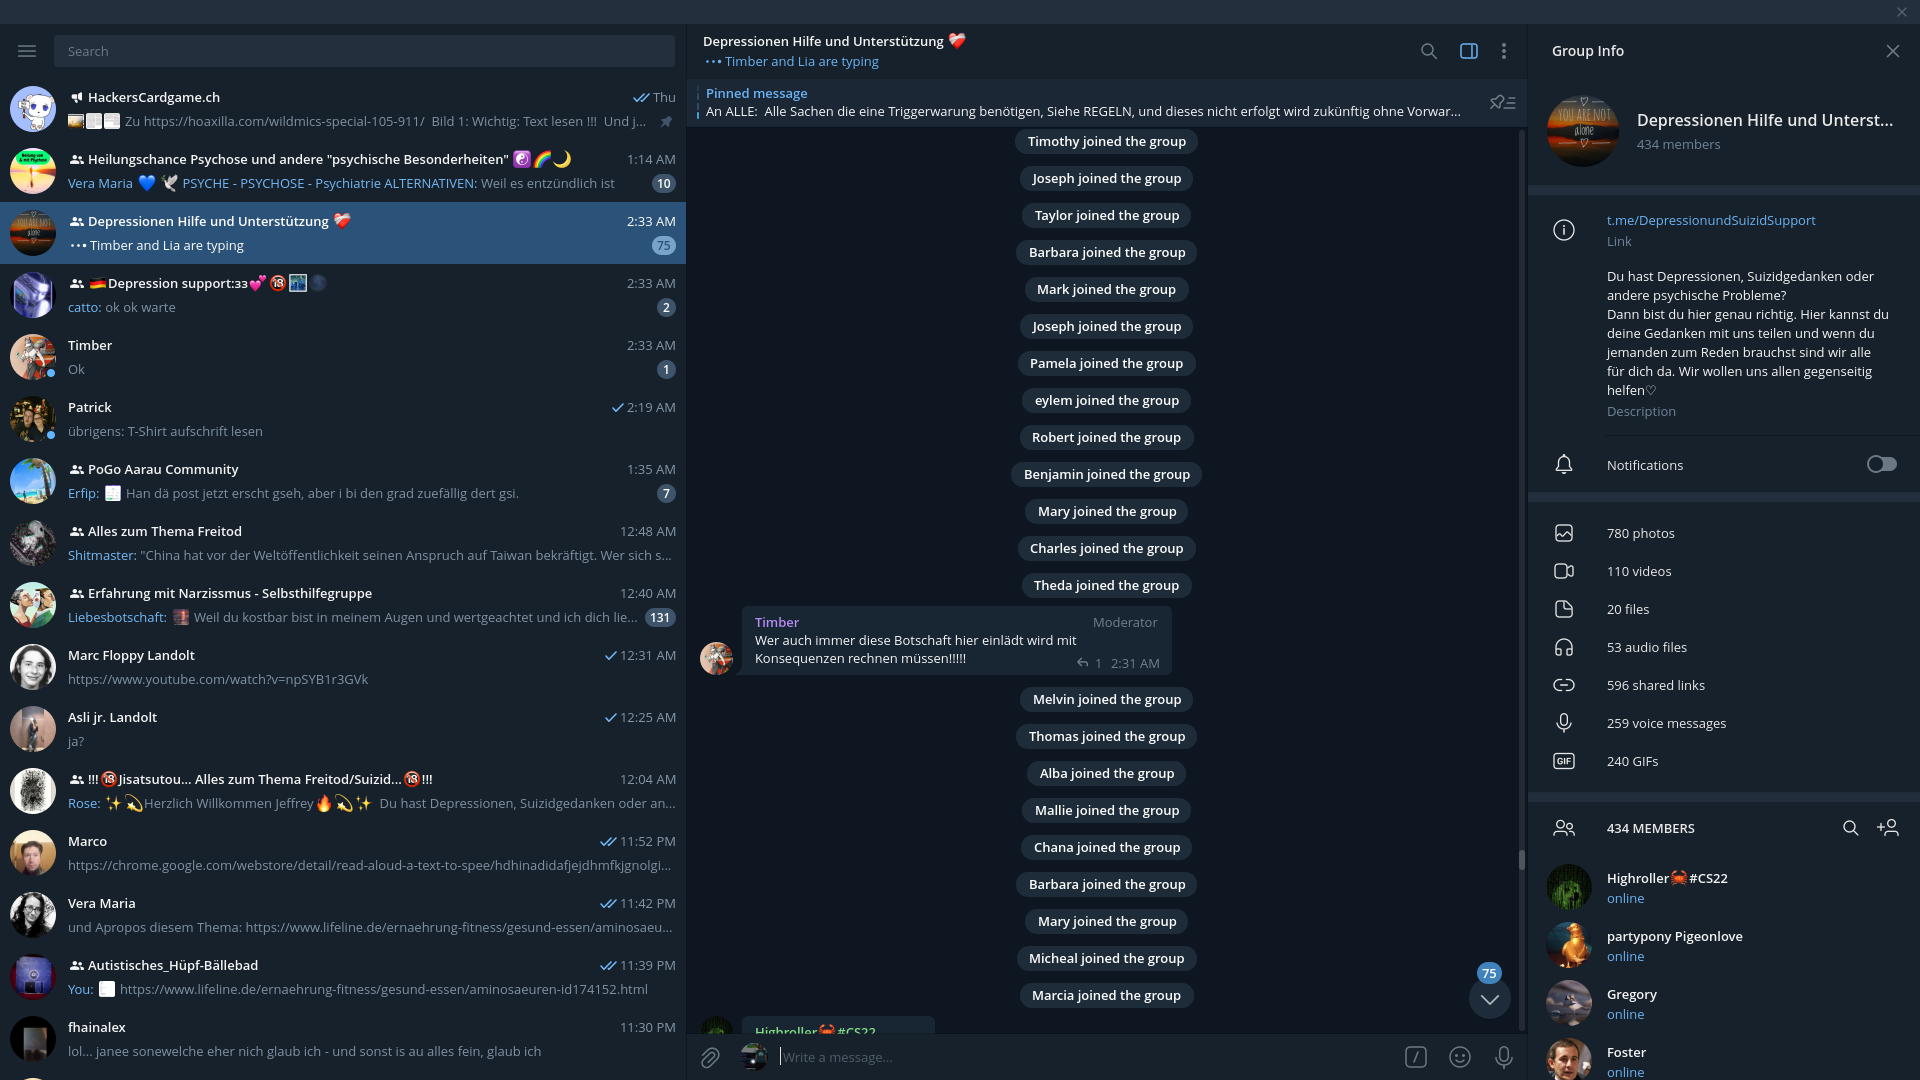 Search
HackersCardgame.ch
Thu
Zu https://hoaxilla.com/wildmics-special-105-911/ Bild 1: Wichtig: Text lesen !!! Und j...
Heilungschance Psychose und andere "psychische Besonderheiten" ☯️🌈🌙
1:14 AM
Vera Maria 💙 🕊️ PSYCHE - PSYCHOSE - Psychiatrie ALTERNATIVEN: Weil es entzündlich ist
10
Depressionen Hilfe und Unterstützung ❤️‍🩹
2:33 AM
Timber and Lia are typing
75
🇩🇪Depression support:зз💕🔞🌃🌑
2:33 AM
catto: ok ok warte
2
Timber
2:33 AM
Ok
1
Patrick
2:19 AM
übrigens: T-Shirt aufschrift lesen
PoGo Aarau Community
1:35 AM
Erfip: Han dä post jetzt erscht gseh, aber i bi den grad zuefällig dert gsi.
7
Alles zum Thema Freitod
12:48 AM
Shitmaster: "China hat vor der Weltöffentlichkeit seinen Anspruch auf Taiwan bekräftigt. Wer sich s...
Erfahrung mit Narzissmus - Selbsthilfegruppe
12:40 AM
Liebesbotschaft: Weil du kostbar bist in meinem Augen und wertgeachtet und ich dich lie...
131
Marc Floppy Landolt
12:31 AM
https://www.youtube.com/watch?v=npSYB1r3GVk
Asli jr. Landolt
12:25 AM
ja?
!!!🔞Jisatsutou... Alles zum Thema Freitod/Suizid...🔞!!!
12:04 AM
Rose: ✨💫Herzlich Willkommen Jeffrey🔥💫✨ Du hast Depressionen, Suizidgedanken oder an...
Marco
11:52 PM
https://chrome.google.com/webstore/detail/read-aloud-a-text-to-spee/hdhinadidafjejdhmfkjgnolgi...
Vera Maria
11:42 PM
und Apropos diesem Thema: https://www.lifeline.de/ernaehrung-fitness/gesund-essen/aminosaeu...
Autistisches_Hüpf-Bällebad
11:39 PM
You: https://www.lifeline.de/ernaehrung-fitness/gesund-essen/aminosaeuren-id174152.html
fhainalex
11:30 PM
lol... janee sonewelche eher nich glaub ich - und sonst is au alles fein, glaub ich
Depressionen Hilfe und Unterstützung ❤️‍🩹
Timber and Lia are typing
Pinned message
An ALLE: Alle Sachen die eine Triggerwarung benötigen, Siehe REGELN, und dieses nicht erfolgt wird zukünftig ohne Vorwar...
Timothy joined the group
Joseph joined the group
Taylor joined the group
Barbara joined the group
Mark joined the group
Joseph joined the group
Pamela joined the group
eylem joined the group
Robert joined the group
Benjamin joined the group
Mary joined the group
Charles joined the group
Theda joined the group
Timber
Moderator
Wer auch immer diese Botschaft hier einlädt wird mit
Konsequenzen rechnen müssen!!!!!
1 2:31 AM
Melvin joined the group
Thomas joined the group
Alba joined the group
Mallie joined the group
Chana joined the group
Barbara joined the group
Mary joined the group
Micheal joined the group
Marcia joined the group
75
Highroller🦀#CS22
Write a message...
Group Info
YOU ARE NOT
alone
Depressionen Hilfe und Unterst...
434 members
t.me/DepressionundSuizidSupport
Link
Du hast Depressionen, Suizidgedanken oder
andere psychische Probleme?
Dann bist du hier genau richtig. Hier kannst du
deine Gedanken mit uns teilen und wenn du
jemanden zum Reden brauchst sind wir alle
für dich da. Wir wollen uns allen gegenseitig
helfen♡
Description
Notifications
780 photos
110 videos
20 files
53 audio files
596 shared links
259 voice messages
GIF
240 GIFs
434 MEMBERS
Highroller🦀#CS22
online
partypony Pigeonlove
online
Gregory
online
Foster
online